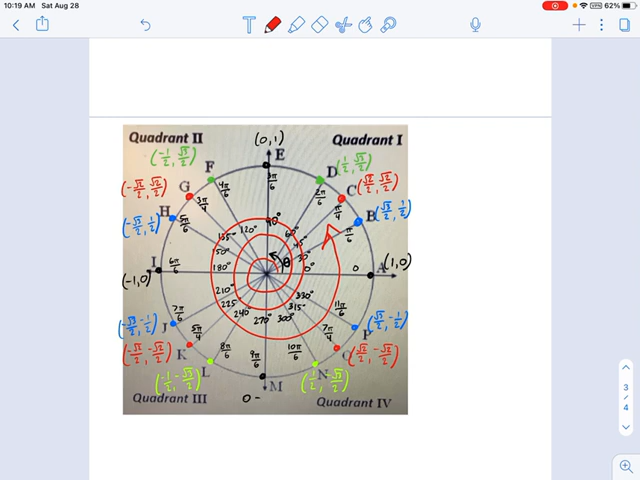 10:19 AM Sat Aug 28
VPN 62%
T
Quadrant II
(0,1)
Quadrant I
E
(-1/2, √3/2)
F
D
(1/2, √3/2)
(-√2/2, √2/2)
G
C
(√2/2, √2/2)
4π/6
3π/6
2π/6
3π/4
π/4
(-√3/2, 1/2)
H
B
(√3/2, 1/2)
5π/6
π/6
120°
90°
60°
135°
45°
50°
30°
θ
I
6π/6
180°
0°
0
A
(1,0)
(-1,0)
210°
330°
225°
315°
240°
270°
300°
7π/6
11π/6
(-√3/2, -1/2)
J
P
(√3/2, -1/2)
5π/4
7π/4
(-√2/2, -√2/2)
K
O
(√2/2, -√2/2)
8π/6
9π/6
10π/6
L
N
(-1/2, -√3/2)
M
(1/2, -√3/2)
Quadrant III
0 -
Quadrant IV
3
/
4